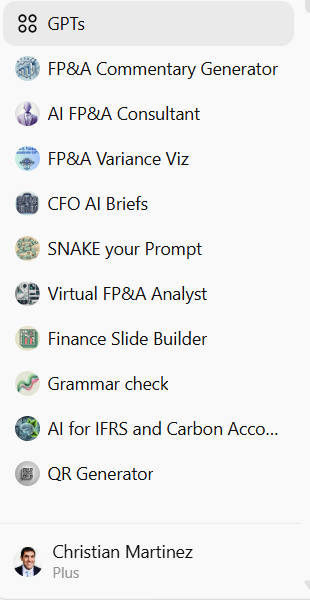 GPTs
FP&A Commentary Generator
AI FP&A Consultant
FP&A Variance Viz
CFO AI Briefs
SNAKE your Prompt
Virtual FP&A Analyst
Finance Slide Builder
Grammar check
AI for IFRS and Carbon Acco...
QR Generator
Christian Martinez
Plus